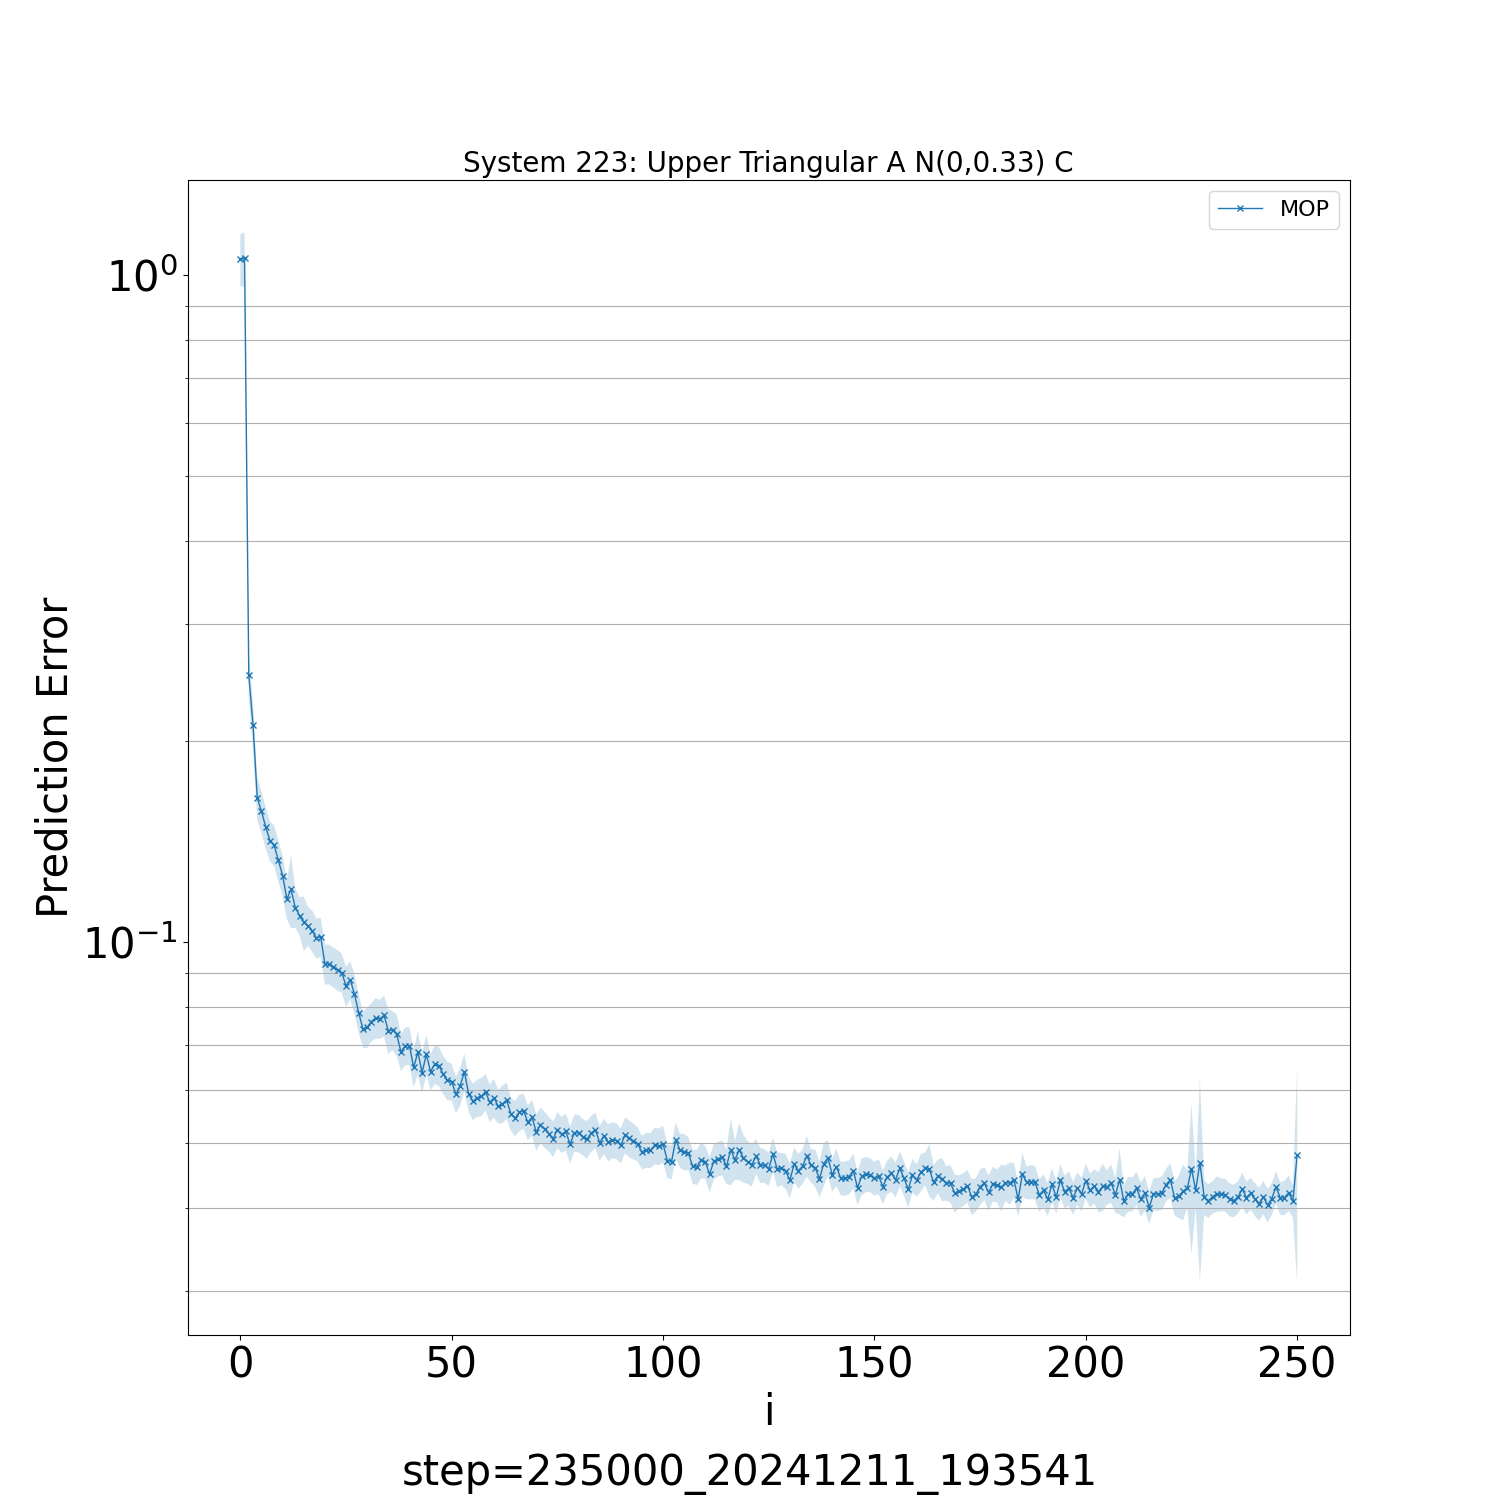 System 223: Upper Triangular A N(0,0.33) C
MOP
10⁰
10⁻¹
Prediction Error
0 50 100 150 200 250
i
step=235000_20241211_193541